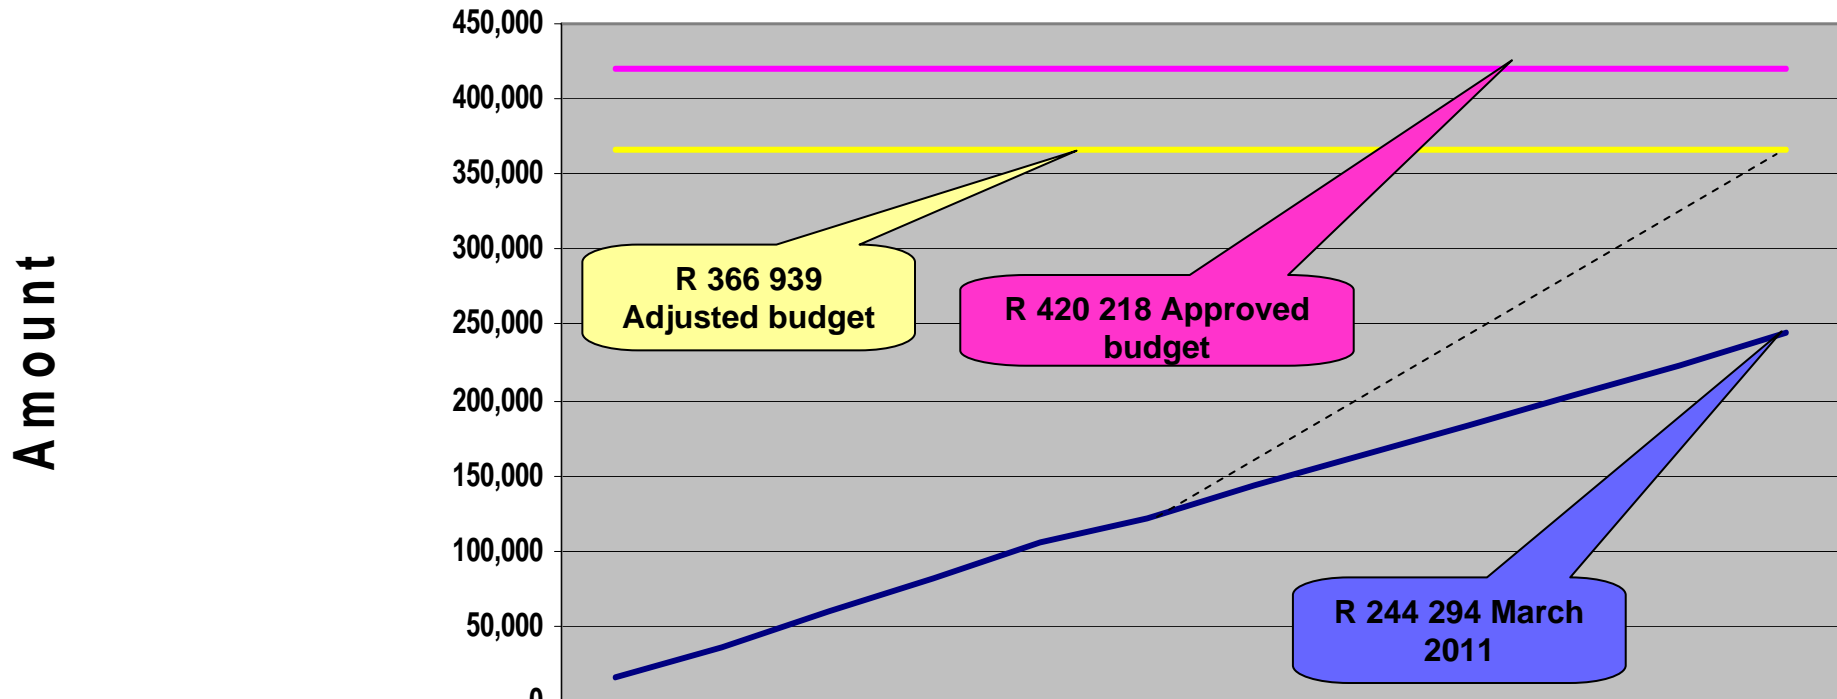 Amount
450,000
400,000
350,000
300,000
250,000
200,000
150,000
100,000
50,000
0
R 366 939
Adjusted budget
R 420 218 Approved
budget
R 244 294 March
2011